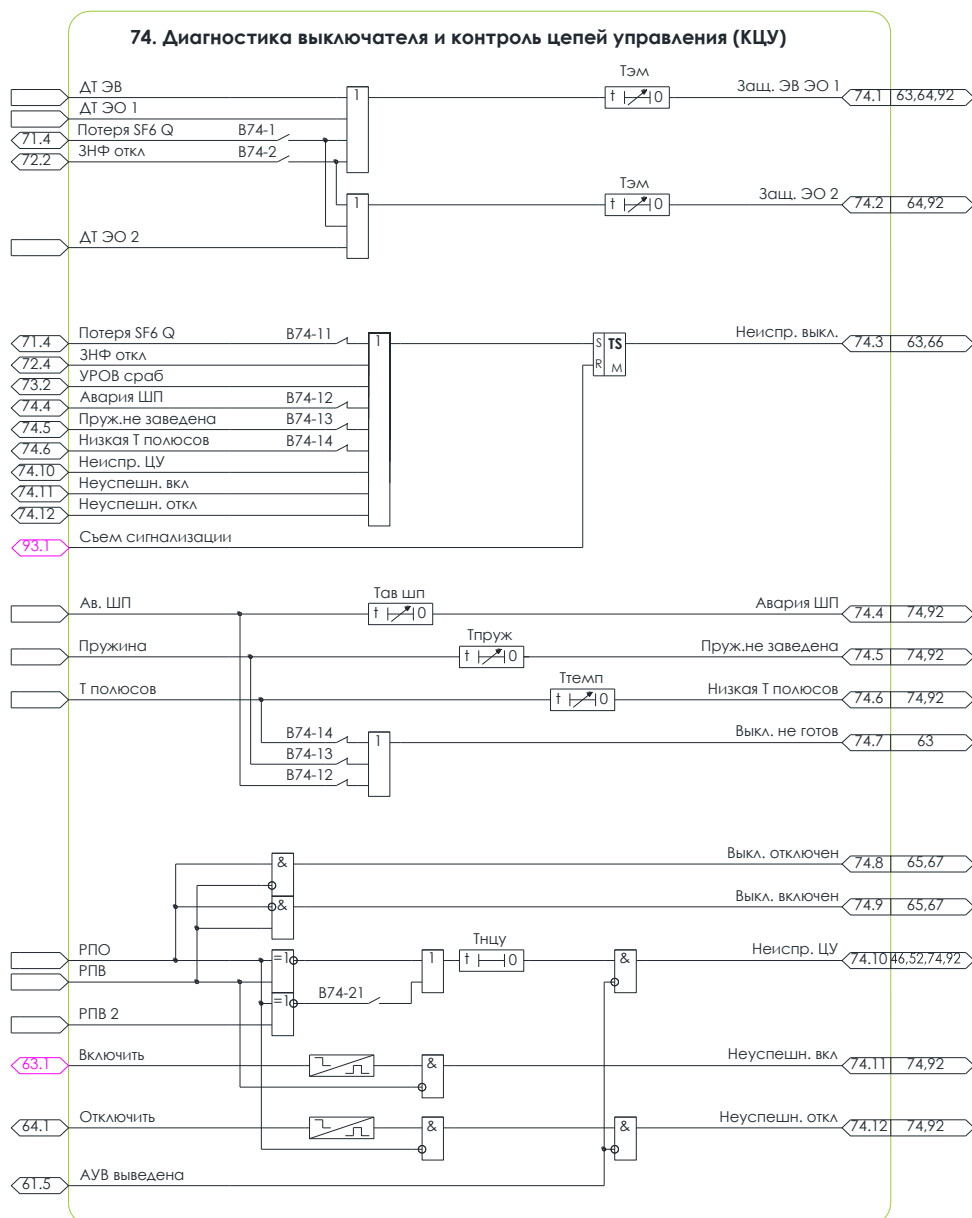 74. Диагностика выключателя и контроль цепей управления (КЦУ)
ДТ ЭВ 1 Тэм t 0 Защ. ЭВ ЭО 1 74.1 63,64,92
ДТ ЭО 1
71.4 Потеря SF6 Q В74-1
72.2 ЗНФ откл В74-2
1 Тэм t 0 Защ. ЭО 2 74.2 64,92
ДТ ЭО 2
71.4 Потеря SF6 Q В74-11 1 S TS Неиспр. выкл. 74.3 63,66
72.4 ЗНФ откл R M
73.2 УРОВ сраб
74.4 Авария ШП В74-12
74.5 Пруж.не заведена В74-13
74.6 Низкая Т полюсов В74-14
74.10 Неиспр. ЦУ
74.11 Неуспешн. вкл
74.12 Неуспешн. откл
93.1 Съем сигнализации
Ав. ШП Тав шп t 0 Авария ШП 74.4 74,92
Пружина Тпруж t 0 Пруж.не заведена 74.5 74,92
Т полюсов Ттемп t 0 Низкая Т полюсов 74.6 74,92
В74-14 1 Выкл. не готов 74.7 63
В74-13
В74-12
& Выкл. отключен 74.8 65,67
& Выкл. включен 74.9 65,67
РПО =1 1 Тнцу t 0 & Неиспр. ЦУ 74.10 46,52,74,92
РПВ
=1 В74-21
РПВ 2
63.1 Включить & Неуспешн. вкл 74.11 74,92
64.1 Отключить & & Неуспешн. откл 74.12 74,92
61.5 АУВ выведена